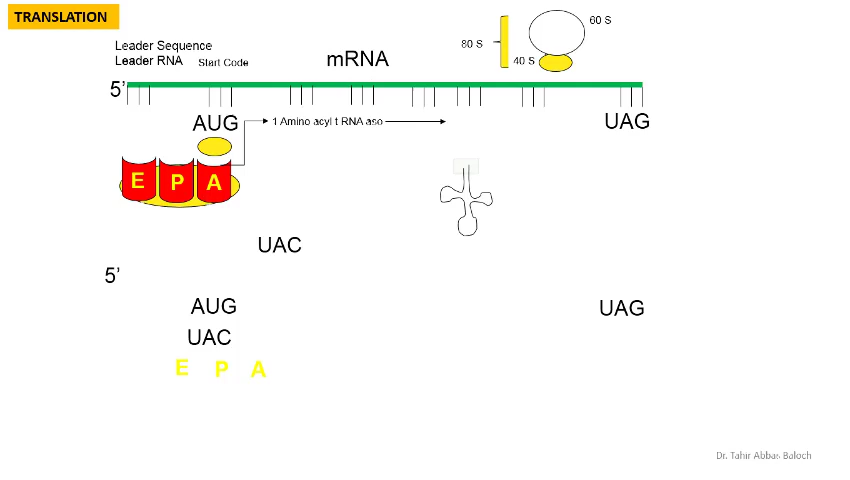 TRANSLATION
60 S
80 S
40 S
Leader Sequence
Leader RNA
Start Code
mRNA
5’
AUG
1 Amino acyl t RNA aso
UAG
E P A
UAC
5’
AUG
UAG
UAC
E P A
Dr. Tahir Abbas Baloch